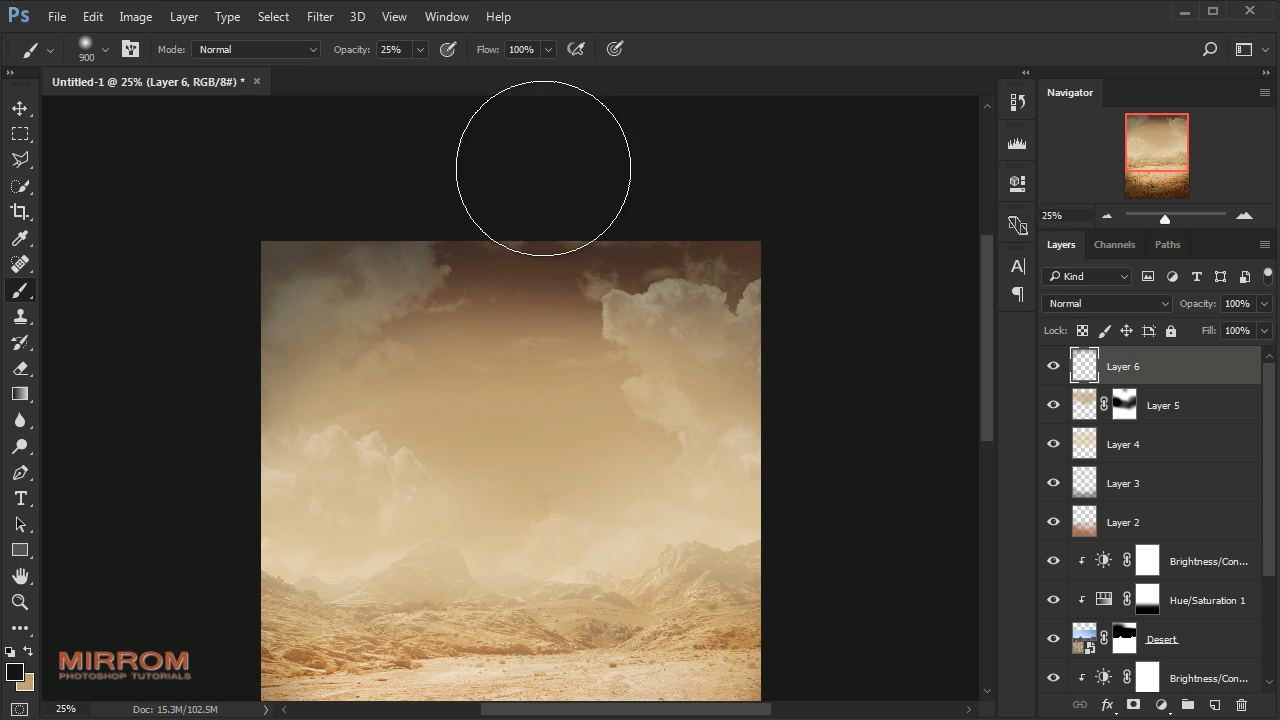 Ps File Edit Image Layer Type Select Filter 3D View Window Help
900 Mode: Normal Opacity: 25% Flow: 100%
Untitled-1 @ 25% (Layer 6, RGB/8#) * ×
Navigator
25%
Layers Channels Paths
Kind
Normal Opacity: 100%
Lock: Fill: 100%
Layer 6
Layer 5
Layer 4
Layer 3
Layer 2
Brightness/Con...
Hue/Saturation 1
Desert
Brightness/Con...
MIRROM
PHOTOSHOP TUTORIALS
25% Doc: 15.3M/102.5M
fx